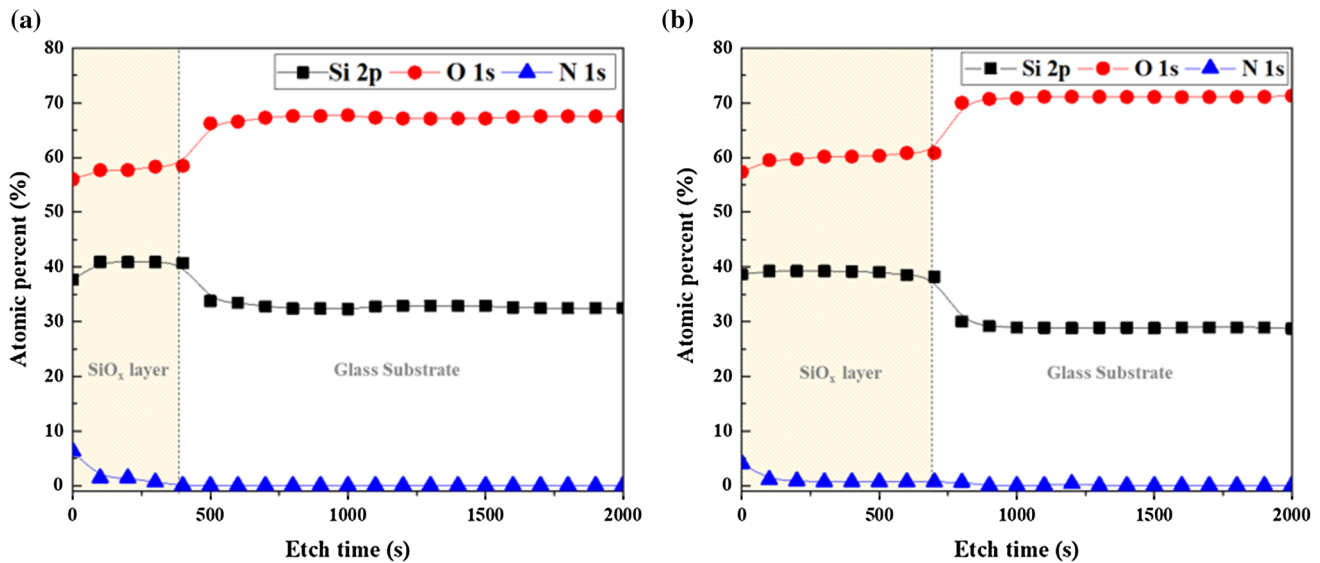 (a)
Si 2p O 1s N 1s
Atomic percent (%)
80
70
60
50
40
30
20
10
0
SiOₓ layer
Glass Substrate
0 500 1000 1500 2000
Etch time (s)
(b)
Si 2p O 1s N 1s
Atomic percent (%)
80
70
60
50
40
30
20
10
0
SiOₓ layer
Glass Substrate
0 500 1000 1500 2000
Etch time (s)